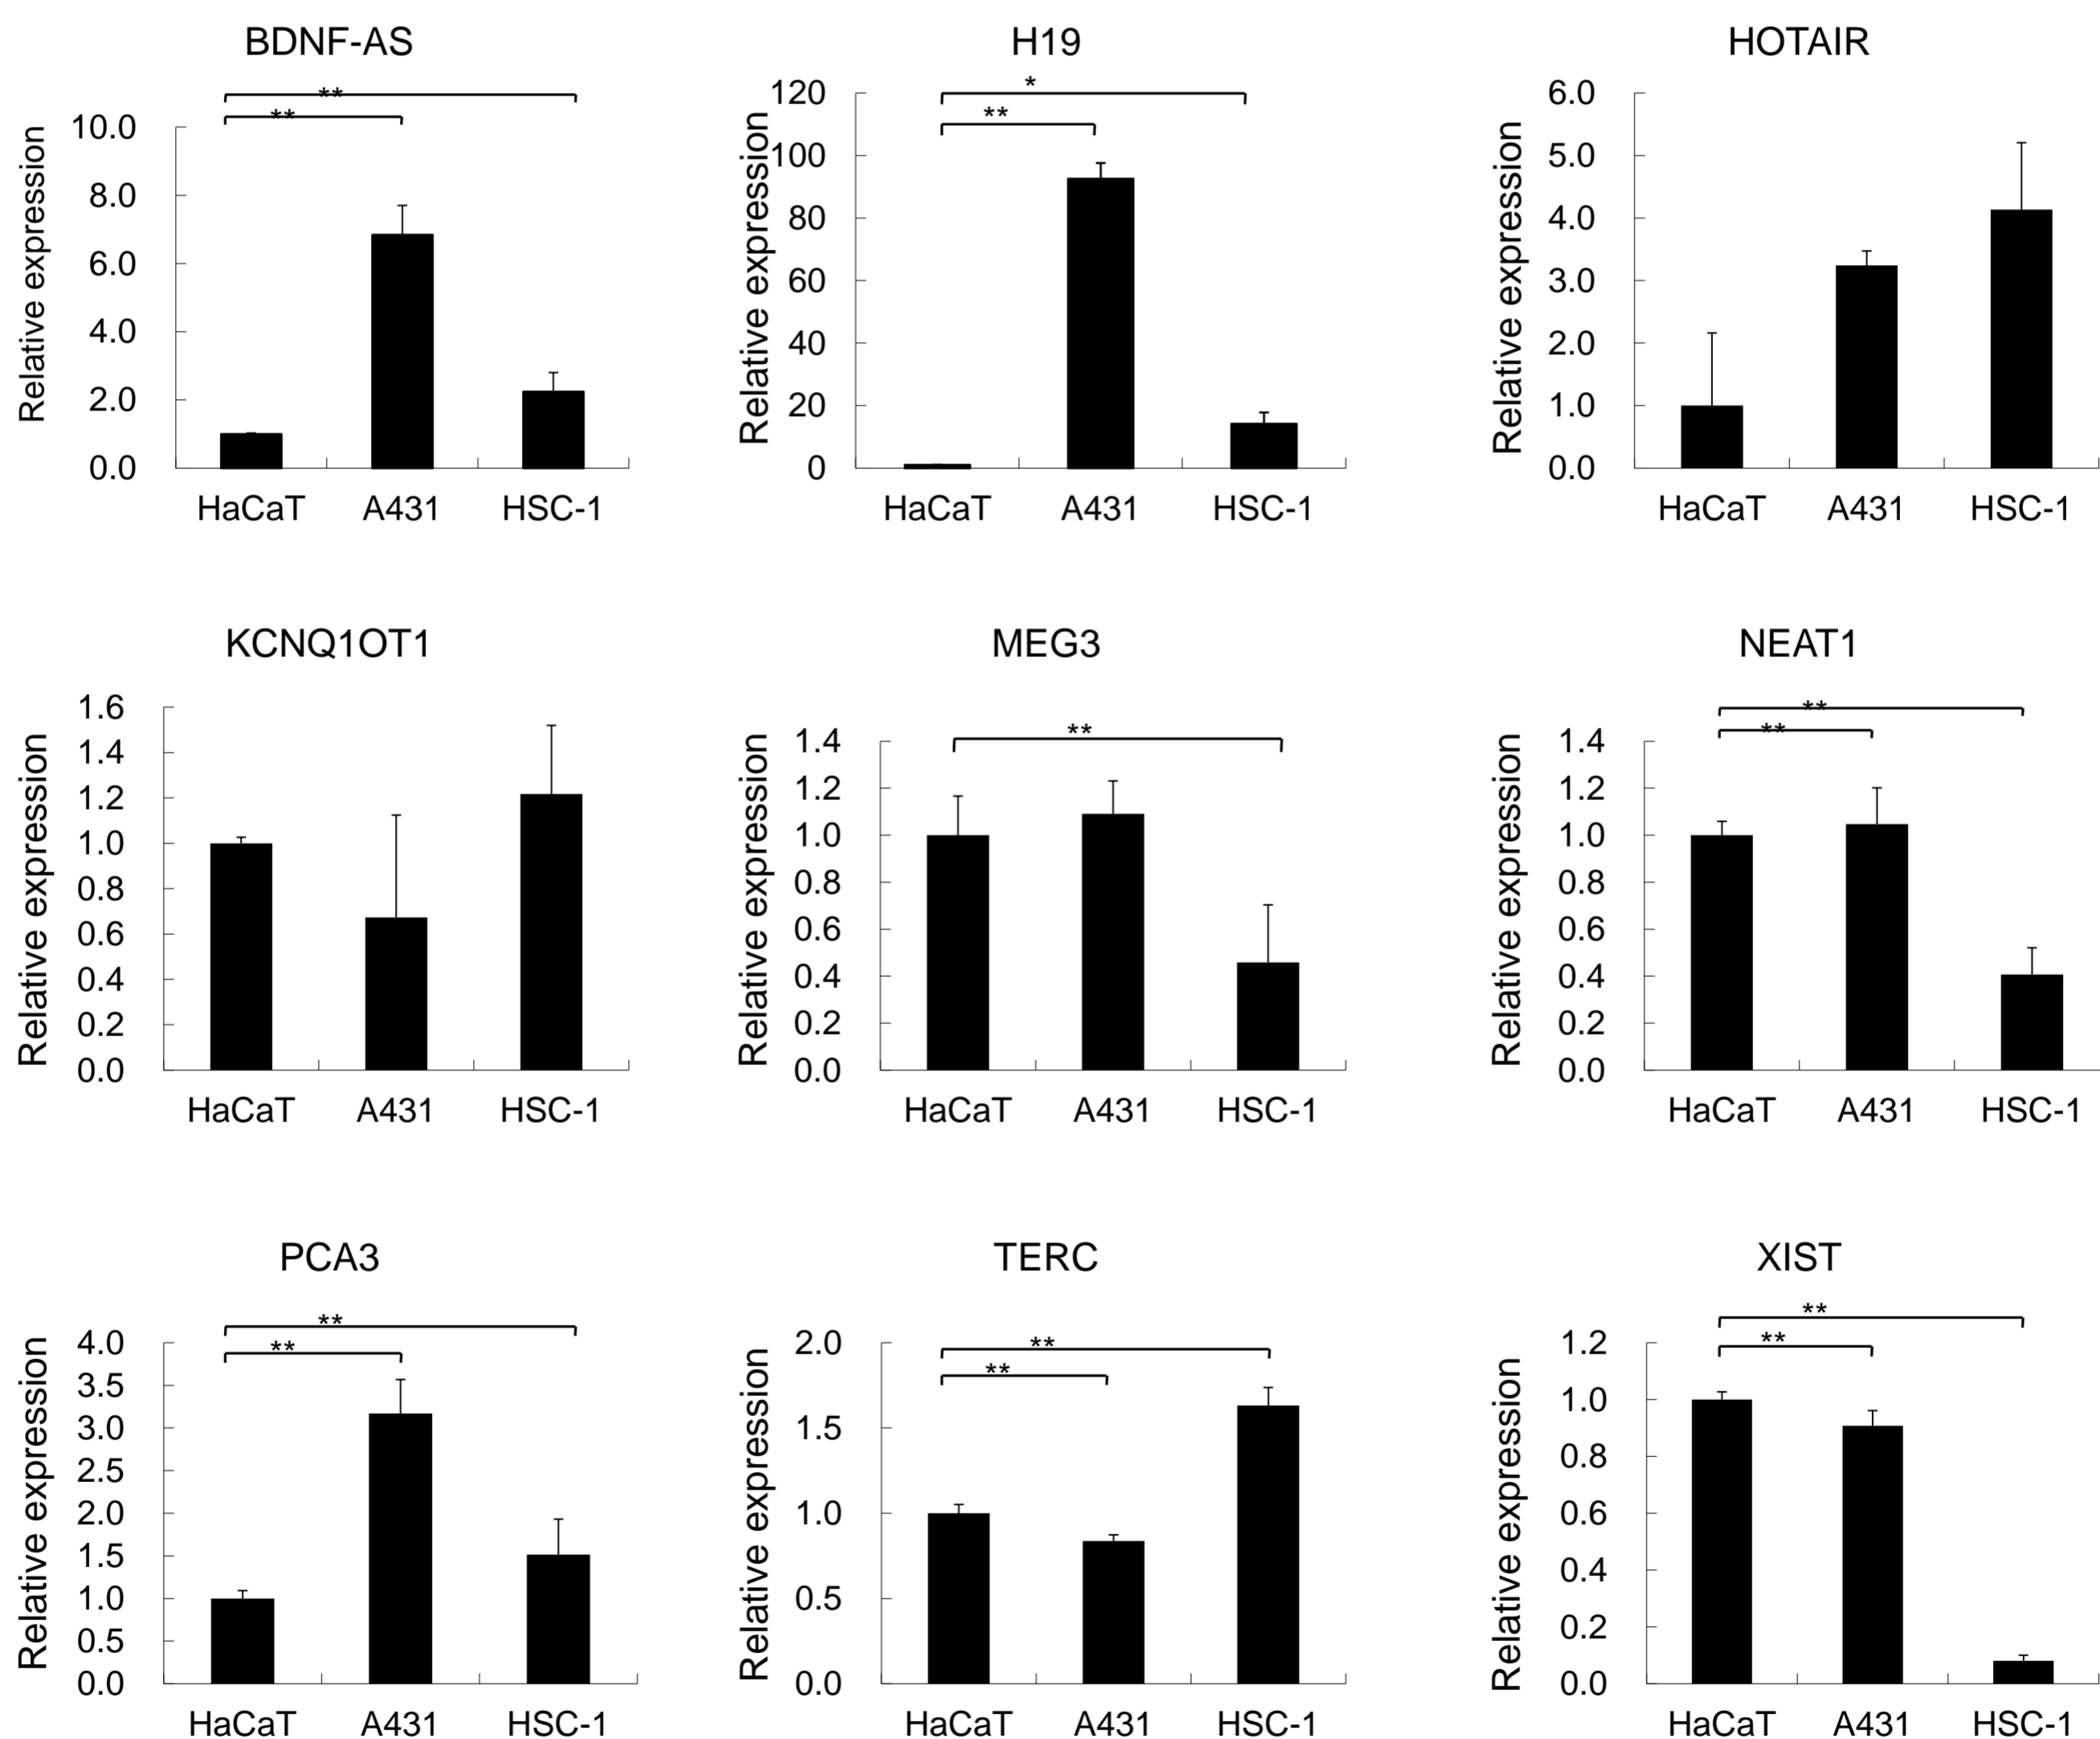 BDNF-AS
**
**
Relative expression
10.0
8.0
6.0
4.0
2.0
0.0
HaCaT A431 HSC-1
H19
*
**
Relative expression
120
100
80
60
40
20
0
HaCaT A431 HSC-1
HOTAIR
Relative expression
6.0
5.0
4.0
3.0
2.0
1.0
0.0
HaCaT A431 HSC-1
KCNQ1OT1
Relative expression
1.6
1.4
1.2
1.0
0.8
0.6
0.4
0.2
0.0
HaCaT A431 HSC-1
MEG3
**
Relative expression
1.4
1.2
1.0
0.8
0.6
0.4
0.2
0.0
HaCaT A431 HSC-1
NEAT1
**
**
Relative expression
1.4
1.2
1.0
0.8
0.6
0.4
0.2
0.0
HaCaT A431 HSC-1
PCA3
**
**
Relative expression
4.0
3.5
3.0
2.5
2.0
1.5
1.0
0.5
0.0
HaCaT A431 HSC-1
TERC
**
**
Relative expression
2.0
1.5
1.0
0.5
0.0
HaCaT A431 HSC-1
XIST
**
**
Relative expression
1.2
1.0
0.8
0.6
0.4
0.2
0.0
HaCaT A431 HSC-1